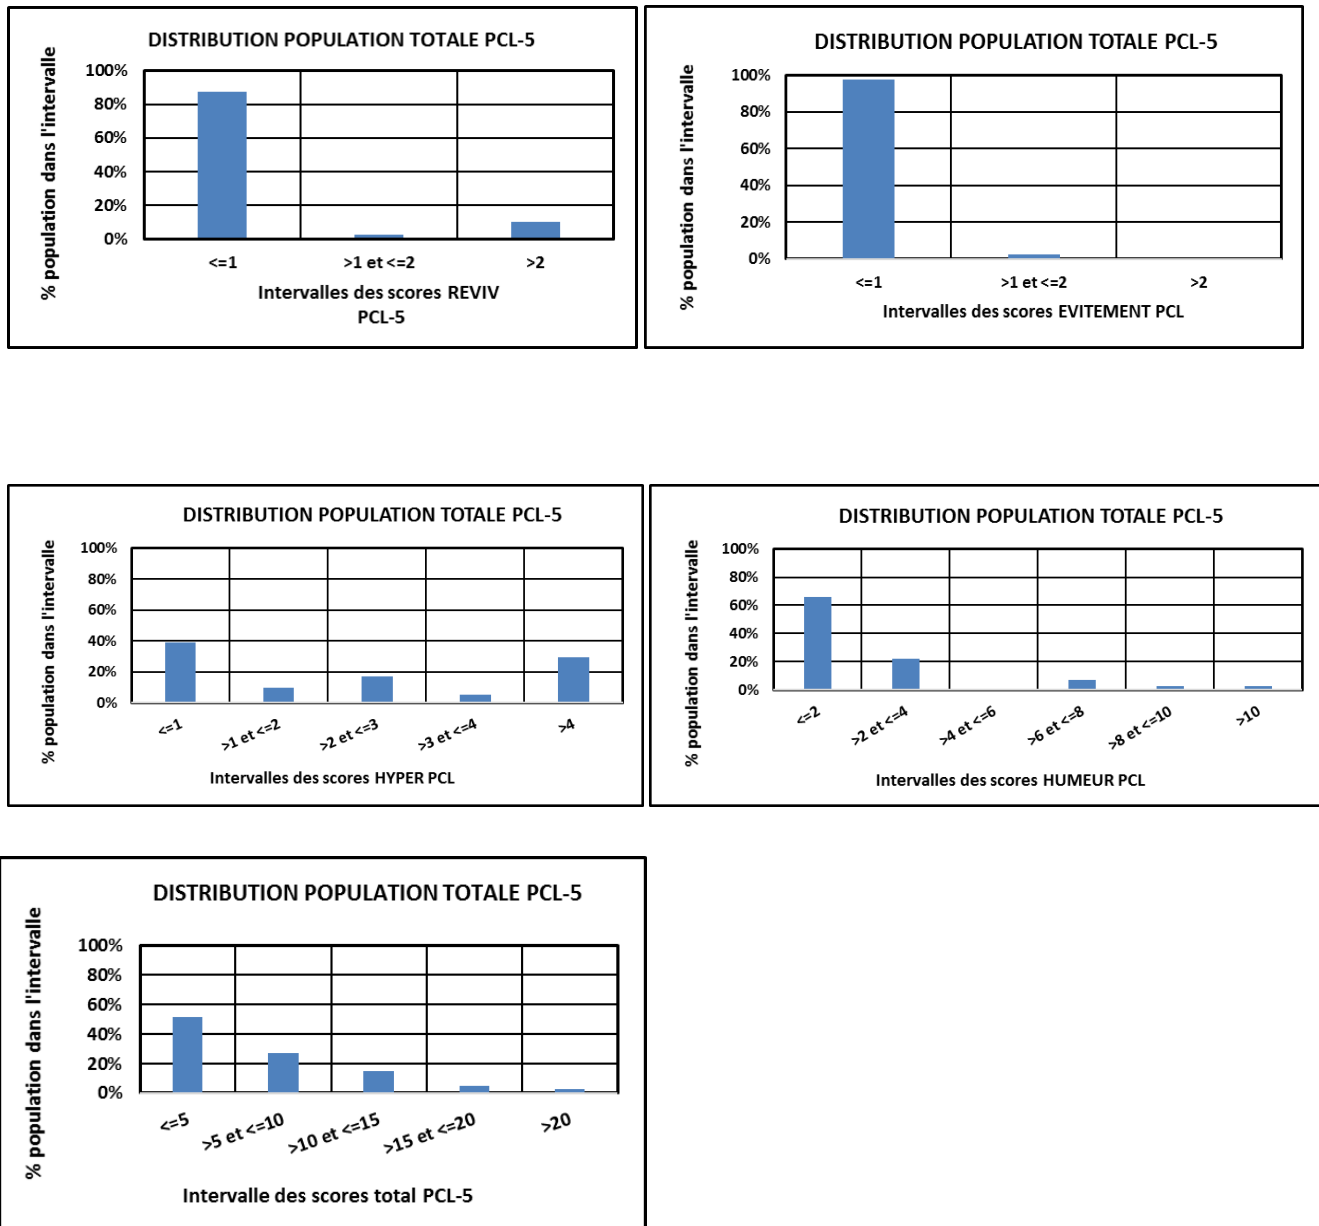 DISTRIBUTION POPULATION TOTALE PCL-5
% population dans l'intervalle
100%
80%
60%
40%
20%
0%
<=1
>1 et <=2
>2
Intervalles des scores REVIV
PCL-5
DISTRIBUTION POPULATION TOTALE PCL-5
% population dans l'intervalle
100%
80%
60%
40%
20%
0%
<=1
>1 et <=2
>2
Intervalles des scores EVITEMENT PCL
DISTRIBUTION POPULATION TOTALE PCL-5
% population dans l'intervalle
100%
80%
60%
40%
20%
0%
<=1
>1 et <=2
>2 et <=3
>3 et <=4
>4
Intervalles des scores HYPER PCL
DISTRIBUTION POPULATION TOTALE PCL-5
% population dans l'intervalle
100%
80%
60%
40%
20%
0%
<=2
>2 et <=4
>4 et <=6
>6 et <=8
>8 et <=10
>10
Intervalles des scores HUMEUR PCL
DISTRIBUTION POPULATION TOTALE PCL-5
% population dans l'intervalle
100%
80%
60%
40%
20%
0%
<=5
>5 et <=10
>10 et <=15
>15 et <=20
>20
Intervalle des scores total PCL-5